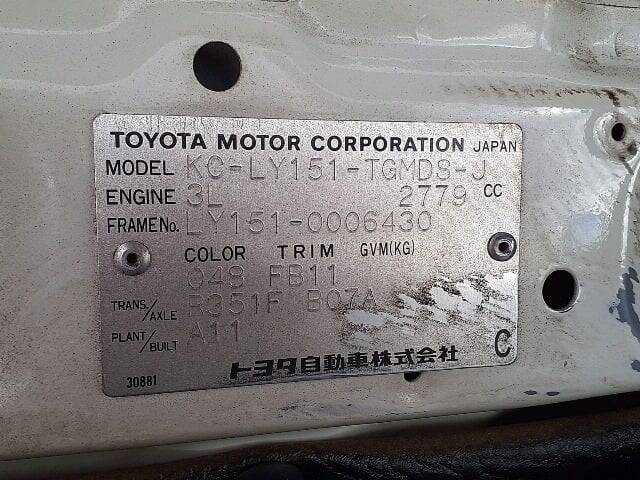 TOYOTA MOTOR CORPORATION JAPAN
MODEL KC-LY151-TGMDS-J
ENGINE 3L 2779 CC
FRAME No. LY151-0006430
COLOR TRIM GVM(KG)
048 FB11
TRANS./AXLE R351F B07A
PLANT/BUILT A11
トヨタ自動車株式会社 C
30881